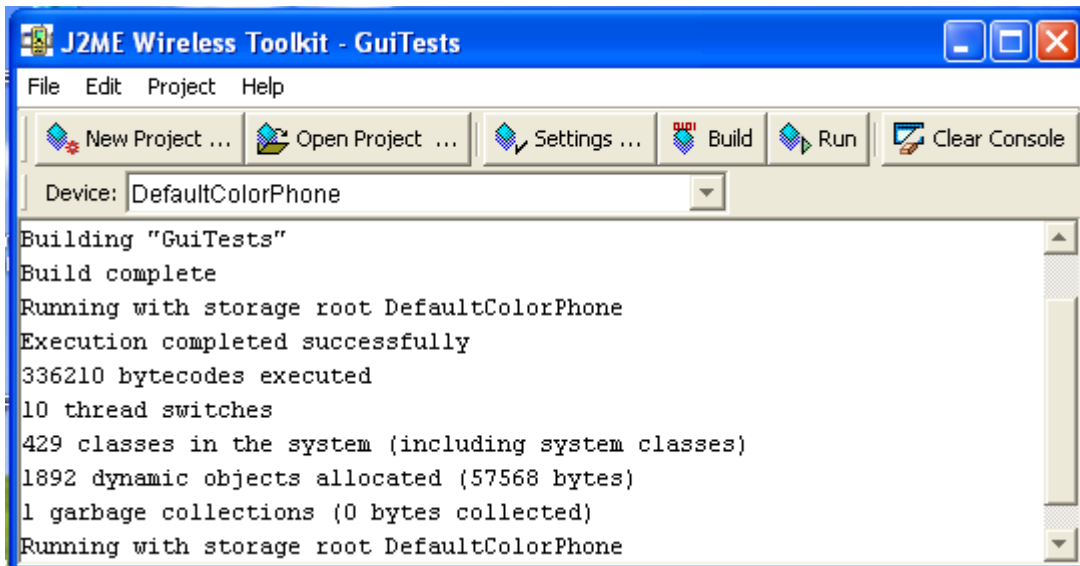 J2ME Wireless Toolkit - GuiTests
File Edit Project Help
New Project ... Open Project ... Settings ... Build Run Clear Console
Device: DefaultColorPhone
Building "GuiTests"
Build complete
Running with storage root DefaultColorPhone
Execution completed successfully
336210 bytecodes executed
10 thread switches
429 classes in the system (including system classes)
1892 dynamic objects allocated (57568 bytes)
1 garbage collections (0 bytes collected)
Running with storage root DefaultColorPhone